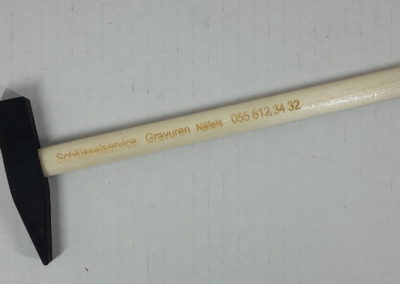 Schlüsselservice Gravuren Näfels 055 612 34 32